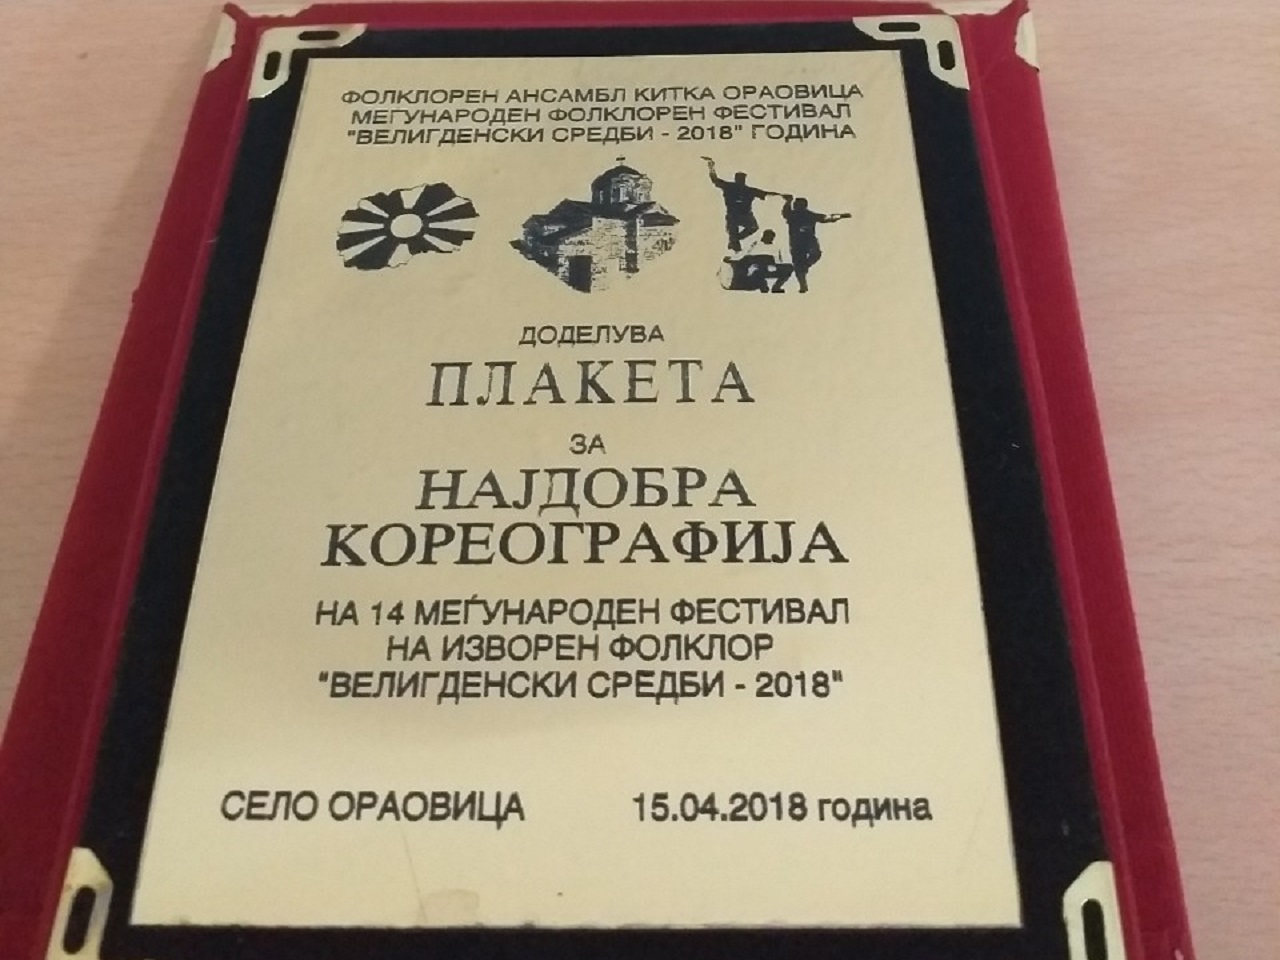 ФОЛКЛОРЕН АНСАМБЛ КИТКА ОРАОВИЦА
МЕГУНАРОДЕН ФОЛКЛОРЕН ФЕСТИВАЛ
"ВЕЛИГДЕНСКИ СРЕДБИ - 2018" ГОДИНА
ДОДЕЛУВА
ПЛАКЕТА
ЗА
НАЈДОБРА
КОРЕОГРАФИЈА
НА 14 МЕЃУНАРОДЕН ФЕСТИВАЛ
НА ИЗВОРЕН ФОЛКЛОР
"ВЕЛИГДЕНСКИ СРЕДБИ - 2018"
СЕЛО ОРАОВИЦА 15.04.2018 година